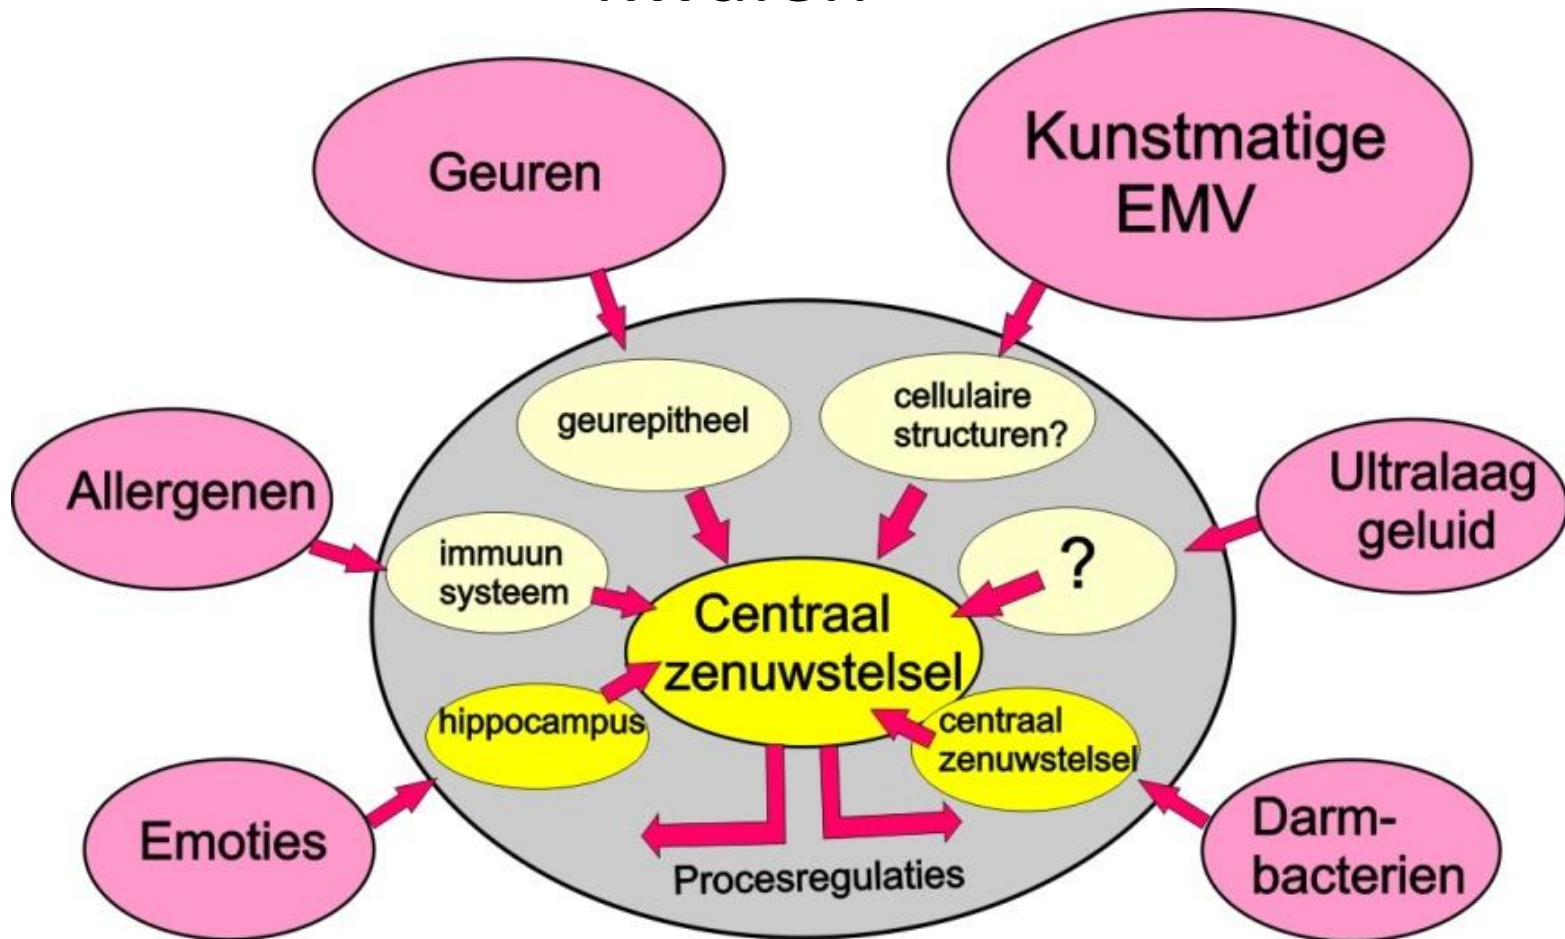 Geuren
Kunstmatige
EMV
geurepitheel
cellulaire
structuren?
Allergenen
Ultralaag
geluid
immuun
systeem
?
Centraal
zenuwstelsel
hippocampus
centraal
zenuwstelsel
Emoties
Darm-
bacterien
Procesregulaties